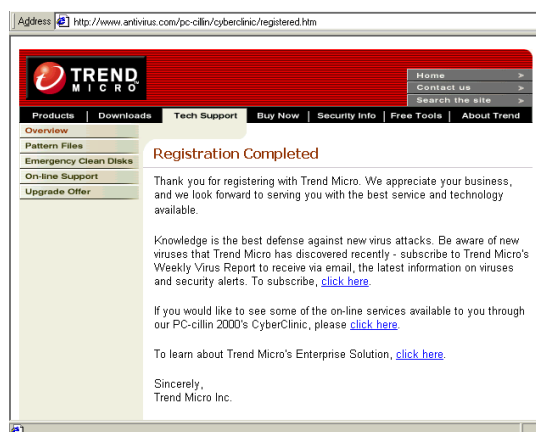 Address http://www.antivirus.com/pc-cillin/cyberclinic/registered.htm
TREND
MICRO
Home >
Contact us >
Search the site >
Products | Downloads Tech Support Buy Now | Security Info | Free Tools | About Trend
Overview
Pattern Files
Emergency Clean Disks
On-line Support
Upgrade Offer
Registration Completed
Thank you for registering with Trend Micro. We appreciate your business,
and we look forward to serving you with the best service and technology
available.
Knowledge is the best defense against new virus attacks. Be aware of new
viruses that Trend Micro has discovered recently - subscribe to Trend Micro's
Weekly Virus Report to receive via email, the latest information on viruses
and security alerts. To subscribe, click here.
If you would like to see some of the on-line services available to you through
our PC-cillin 2000's CyberClinic, please click here.
To learn about Trend Micro's Enterprise Solution, click here.
Sincerely,
Trend Micro Inc.